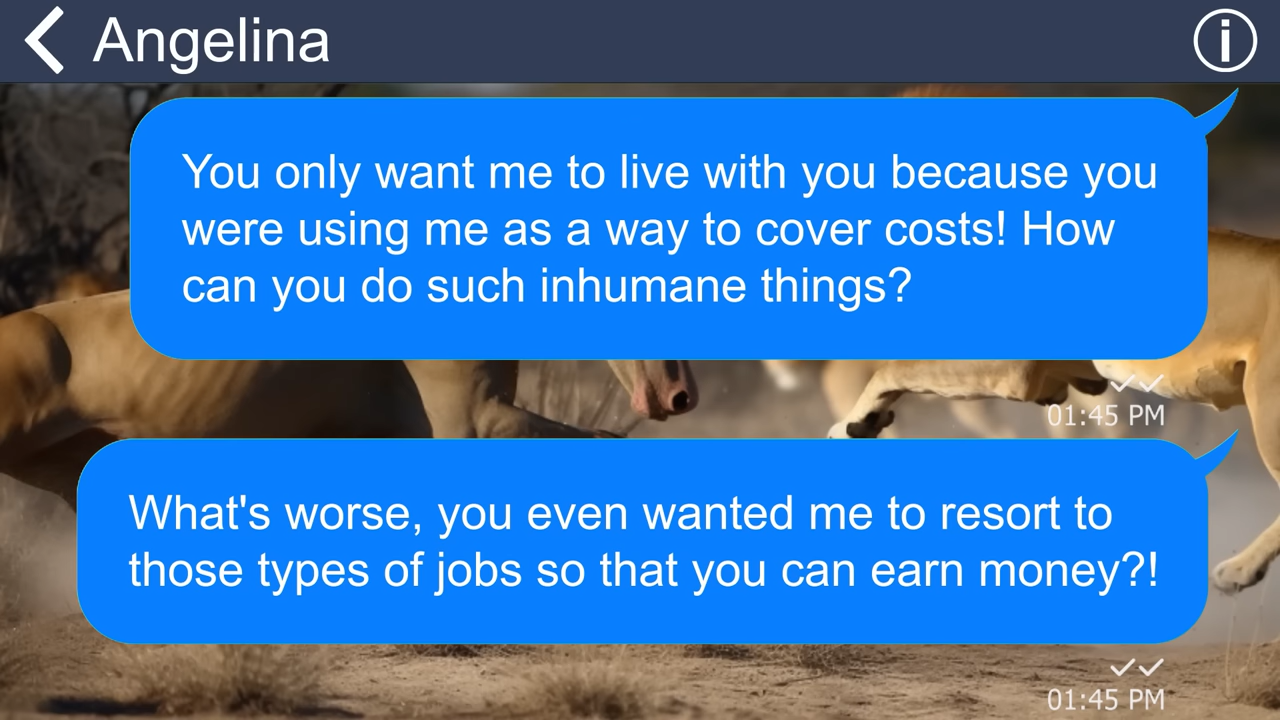 Angelina
You only want me to live with you because you
were using me as a way to cover costs! How
can you do such inhumane things?
01:45 PM
What's worse, you even wanted me to resort to
those types of jobs so that you can earn money?!
01:45 PM